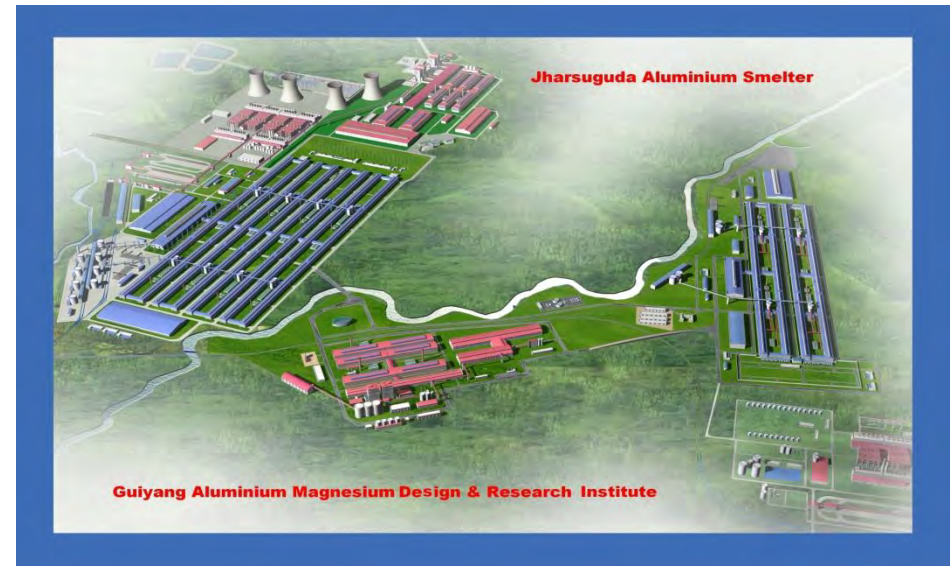 Jharsuguda Aluminium Smelter
Guiyang Aluminium Magnesium Design & Research Institute